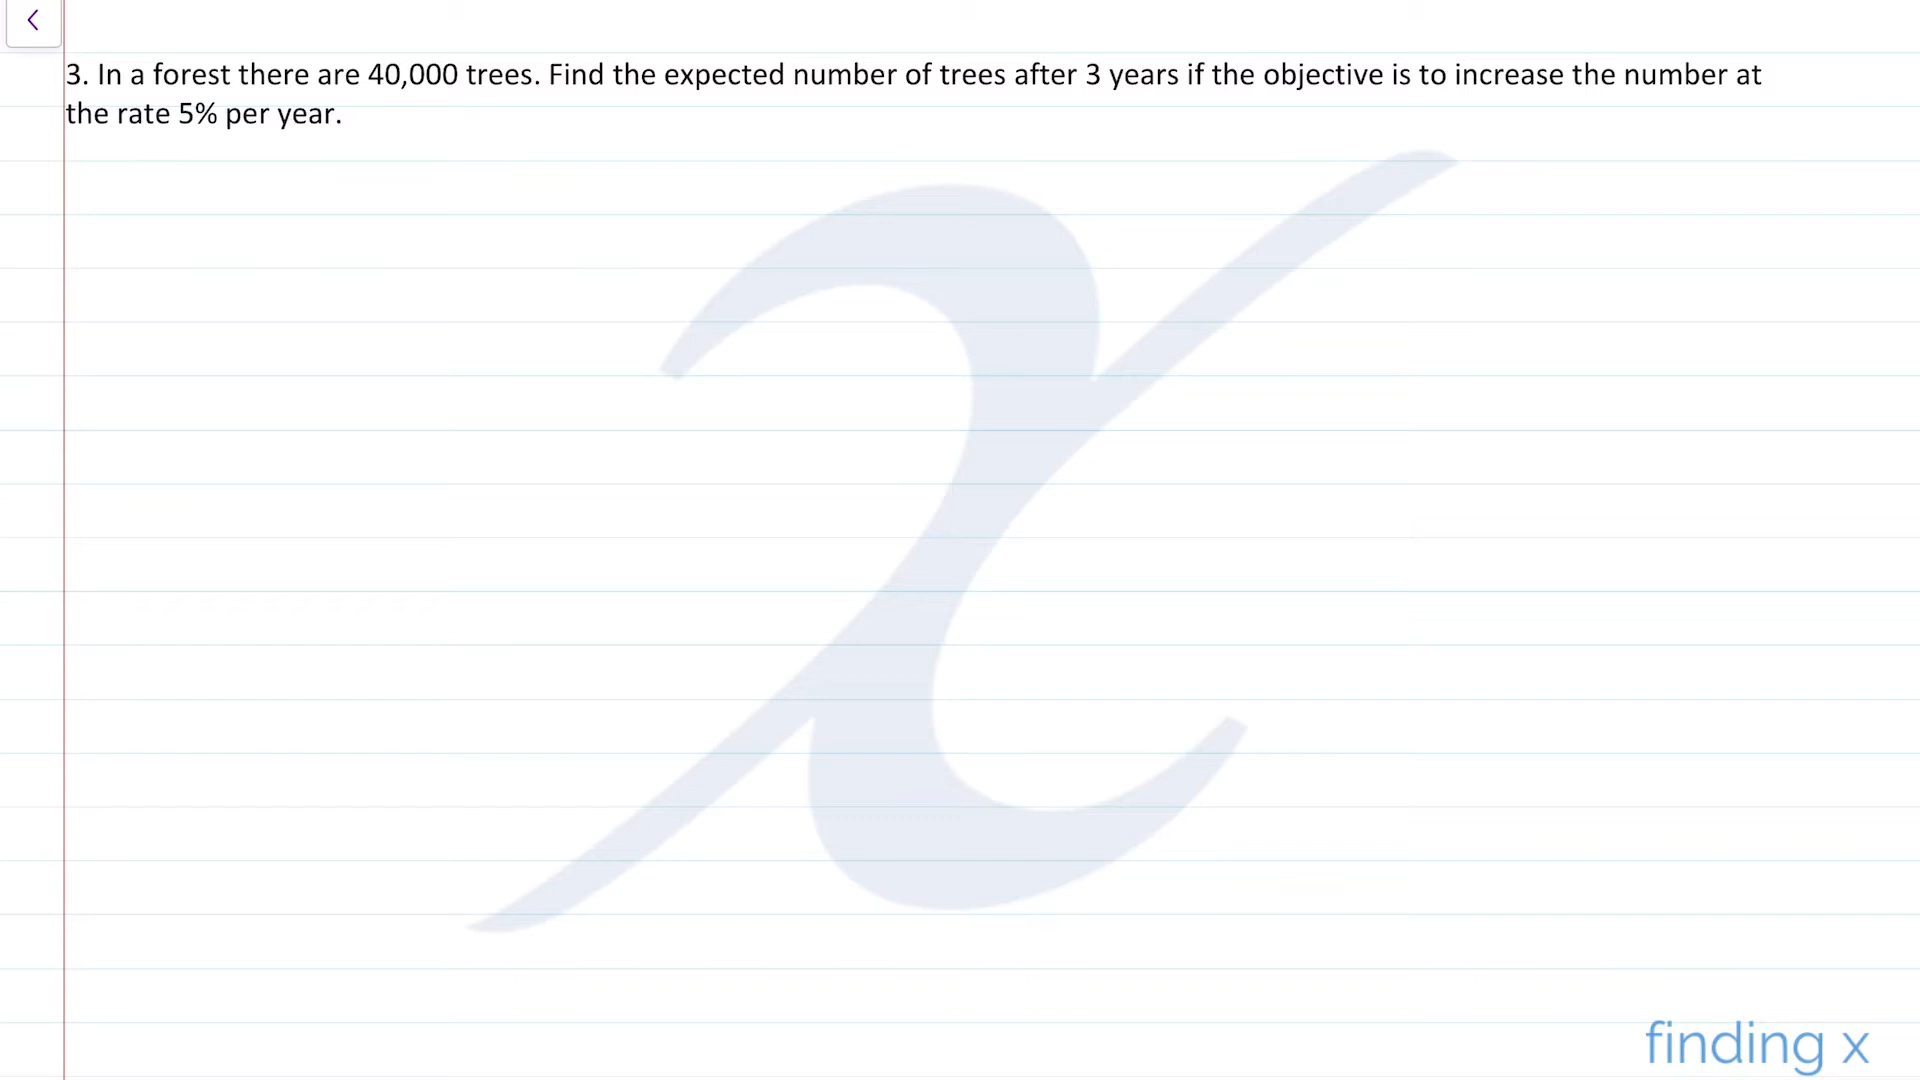 3. In a forest there are 40,000 trees. Find the expected number of trees after 3 years if the objective is to increase the number at
the rate 5% per year.
x
finding x